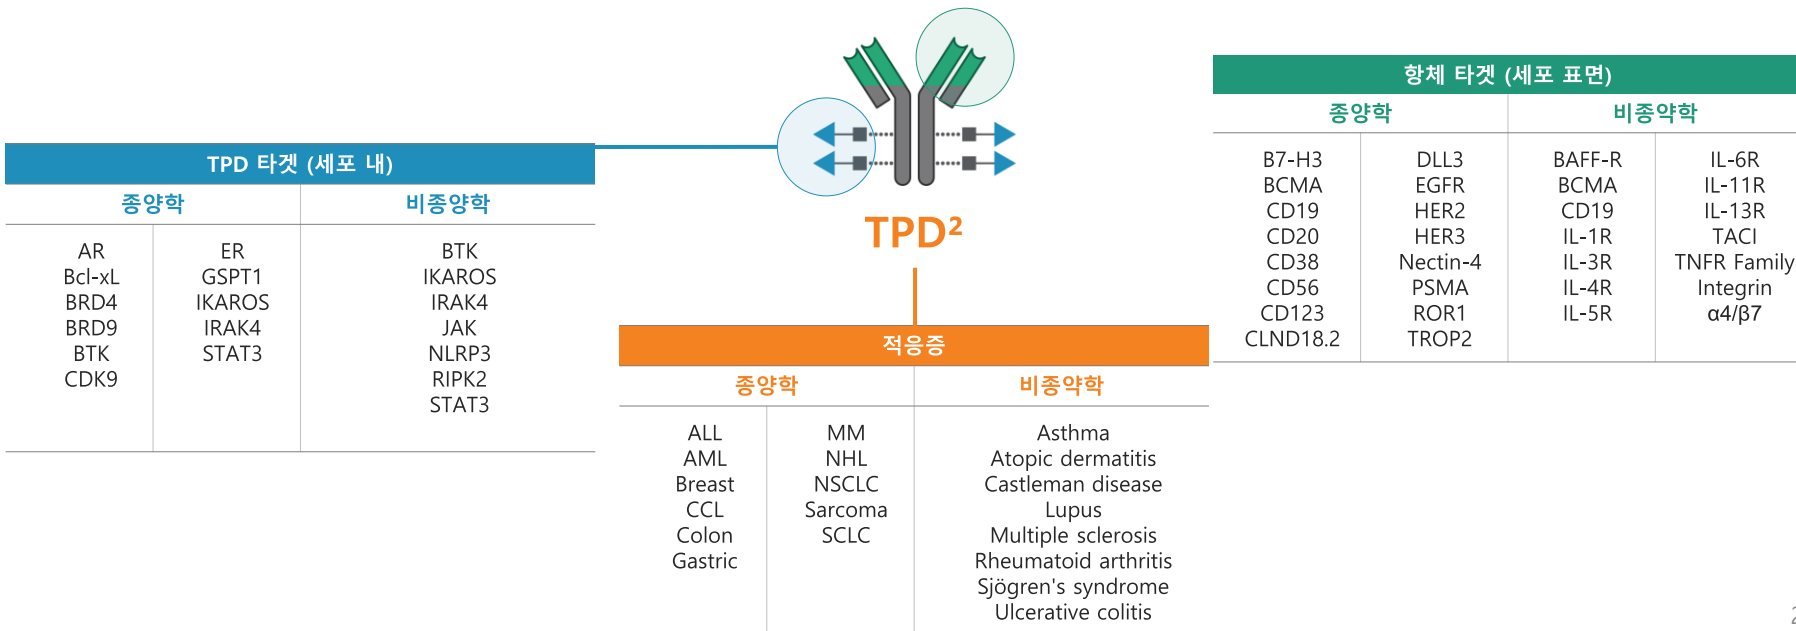 TPD²
TPD 타겟 (세포 내)
종양학 비종양학
AR ER BTK
Bcl-xL GSPT1 IKAROS
BRD4 IKAROS IRAK4
BRD9 IRAK4 JAK
BTK STAT3 NLRP3
CDK9 RIPK2
STAT3
항체 타겟 (세포 표면)
종양학 비종약학
B7-H3 DLL3 BAFF-R IL-6R
BCMA EGFR BCMA IL-11R
CD19 HER2 CD19 IL-13R
CD20 HER3 IL-1R TACI
CD38 Nectin-4 IL-3R TNFR Family
CD56 PSMA IL-4R Integrin
CD123 ROR1 IL-5R α4/β7
CLND18.2 TROP2
적응증
종양학 비종약학
ALL MM Asthma
AML NHL Atopic dermatitis
Breast NSCLC Castleman disease
CCL Sarcoma Lupus
Colon SCLC Multiple sclerosis
Gastric Rheumatoid arthritis
Sjögren's syndrome
Ulcerative colitis